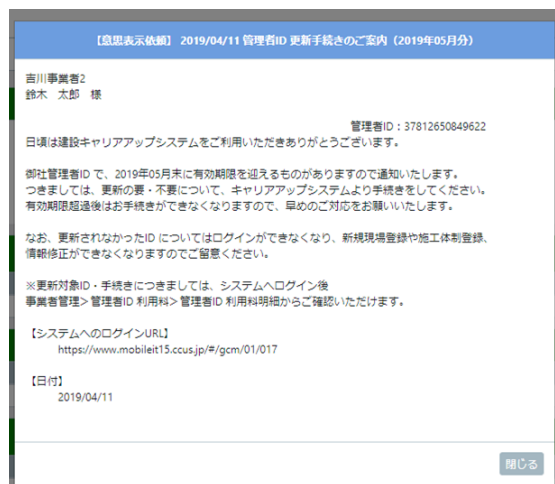 【意思表示依頼】 2019/04/11 管理者ID 更新手続きのご案内（2019年05月分）
吉川事業者2
鈴木　太郎　様
管理者ID：37812650849622
日頃は建設キャリアアップシステムをご利用いただきありがとうございます。
御社管理者ID で、2019年05月末に有効期限を迎えるものがありますので通知いたします。
つきましては、更新の要・不要について、キャリアアップシステムより手続きをしてください。
有効期限超過後はお手続きができなくなりますので、早めのご対応をお願いいたします。
なお、更新されなかったID についてはログインができなくなり、新規現場登録や施工体制登録、
情報修正ができなくなりますのでご留意ください。
※更新対象ID・手続きにつきましては、システムへログイン後
事業者管理＞管理者ID 利用料＞管理者ID 利用料明細からご確認いただけます。
【システムへのログインURL】
https://www.mobileit15.ccus.jp/#/gcm/01/017
【日付】
2019/04/11
閉じる